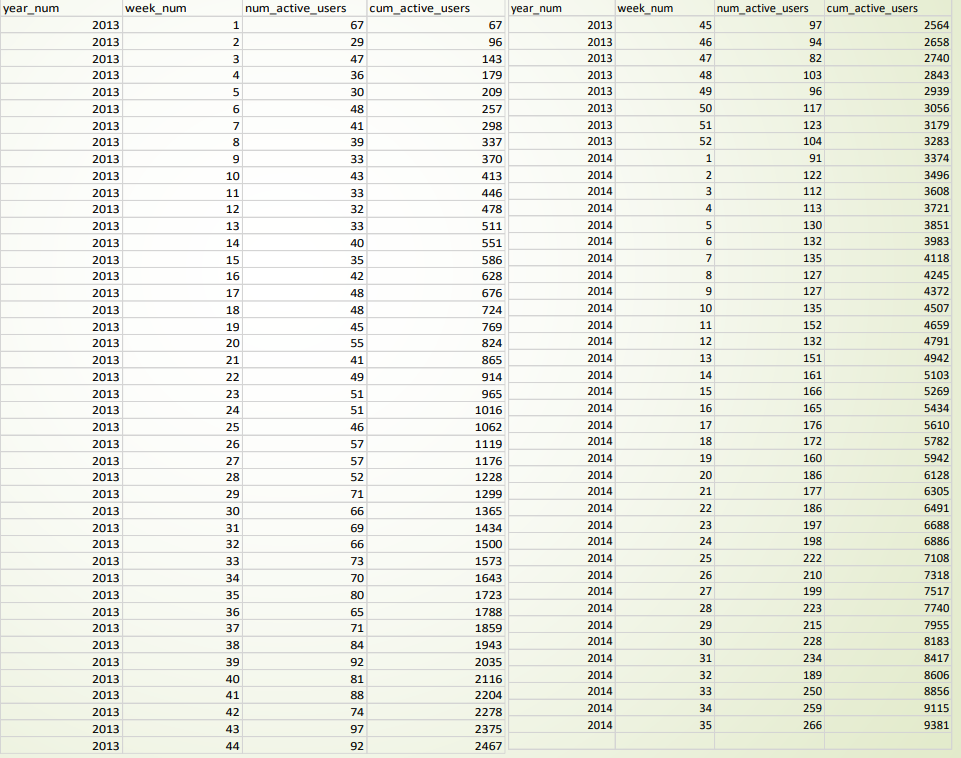 year_num week_num num_active_users cum_active_users
2013 1 67 67
2013 2 29 96
2013 3 47 143
2013 4 36 179
2013 5 30 209
2013 6 48 257
2013 7 41 298
2013 8 39 337
2013 9 33 370
2013 10 43 413
2013 11 33 446
2013 12 32 478
2013 13 33 511
2013 14 40 551
2013 15 35 586
2013 16 42 628
2013 17 48 676
2013 18 48 724
2013 19 45 769
2013 20 55 824
2013 21 41 865
2013 22 49 914
2013 23 51 965
2013 24 51 1016
2013 25 46 1062
2013 26 57 1119
2013 27 57 1176
2013 28 52 1228
2013 29 71 1299
2013 30 66 1365
2013 31 69 1434
2013 32 66 1500
2013 33 73 1573
2013 34 70 1643
2013 35 80 1723
2013 36 65 1788
2013 37 71 1859
2013 38 84 1943
2013 39 92 2035
2013 40 81 2116
2013 41 88 2204
2013 42 74 2278
2013 43 97 2375
2013 44 92 2467
year_num week_num num_active_users cum_active_users
2013 45 97 2564
2013 46 94 2658
2013 47 82 2740
2013 48 103 2843
2013 49 96 2939
2013 50 117 3056
2013 51 123 3179
2013 52 104 3283
2014 1 91 3374
2014 2 122 3496
2014 3 112 3608
2014 4 113 3721
2014 5 130 3851
2014 6 132 3983
2014 7 135 4118
2014 8 127 4245
2014 9 127 4372
2014 10 135 4507
2014 11 152 4659
2014 12 132 4791
2014 13 151 4942
2014 14 161 5103
2014 15 166 5269
2014 16 165 5434
2014 17 176 5610
2014 18 172 5782
2014 19 160 5942
2014 20 186 6128
2014 21 177 6305
2014 22 186 6491
2014 23 197 6688
2014 24 198 6886
2014 25 222 7108
2014 26 210 7318
2014 27 199 7517
2014 28 223 7740
2014 29 215 7955
2014 30 228 8183
2014 31 234 8417
2014 32 189 8606
2014 33 250 8856
2014 34 259 9115
2014 35 266 9381